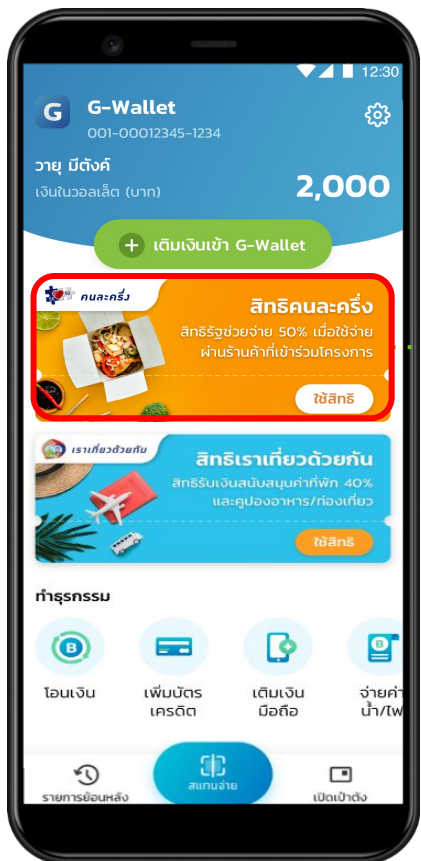 12:30
G
G-Wallet
001-00012345-1234
วายุ มีตังค์
เงินในวอลเล็ต (บาท)
2,000
+ เติมเงินเข้า G-Wallet
คนละครึ่ง
สิทธิคนละครึ่ง
สิทธิรัฐช่วยจ่าย 50% เมื่อใช้จ่าย
ผ่านร้านค้าที่เข้าร่วมโครงการ
ใช้สิทธิ
เราเที่ยวด้วยกัน
สิทธิเราเที่ยวด้วยกัน
สิทธิรับเงินสนับสนุนค่าที่พัก 40%
และคูปองอาหาร/ท่องเที่ยว
ใช้สิทธิ
ทำธุรกรรม
โอนเงิน
เพิ่มบัตร
เครดิต
เติมเงิน
มือถือ
จ่ายค่า
น้ำ/ไฟ
รายการย้อนหลัง
สแกนจ่าย
เปิดเป๋าตัง